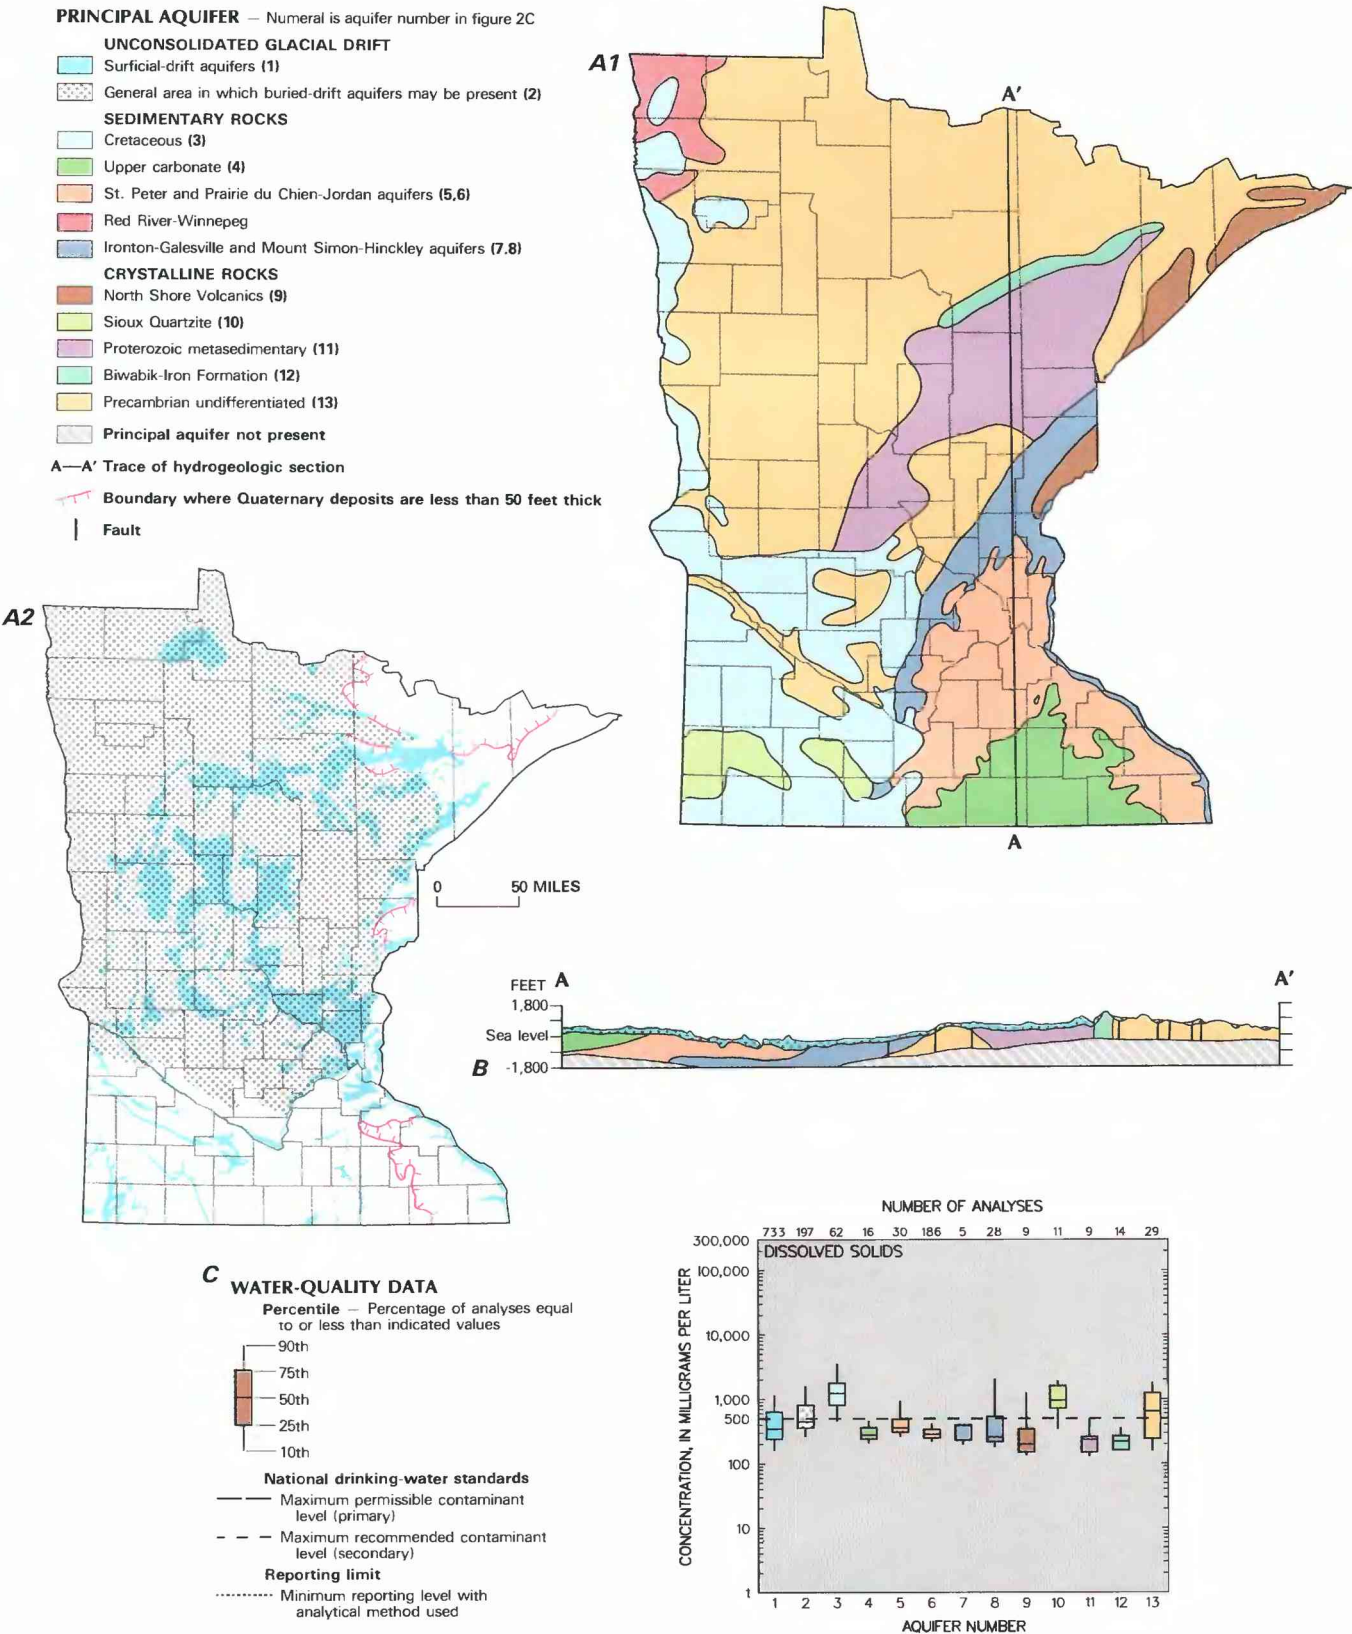 PRINCIPAL AQUIFER — Numeral is aquifer number in figure 2C
UNCONSOLIDATED GLACIAL DRIFT
Surficial-drift aquifers (1)
General area in which buried-drift aquifers may be present (2)
SEDIMENTARY ROCKS
Cretaceous (3)
Upper carbonate (4)
St. Peter and Prairie du Chien-Jordan aquifers (5,6)
Red River-Winnepeg
Ironton-Galesville and Mount Simon-Hinckley aquifers (7.8)
CRYSTALLINE ROCKS
North Shore Volcanics (9)
Sioux Quartzite (10)
Proterozoic metasedimentary (11)
Biwabik-Iron Formation (12)
Precambrian undifferentiated (13)
Principal aquifer not present
A—A' Trace of hydrogeologic section
Boundary where Quaternary deposits are less than 50 feet thick
Fault
A1
A'
A
A2
0 50 MILES
FEET A A'
1,800
Sea level
-1,800
B
C WATER-QUALITY DATA
Percentile — Percentage of analyses equal
to or less than indicated values
90th
75th
50th
25th
10th
National drinking-water standards
Maximum permissible contaminant
level (primary)
Maximum recommended contaminant
level (secondary)
Reporting limit
Minimum reporting level with
analytical method used
NUMBER OF ANALYSES
733 197 62 16 30 186 5 28 9 11 9 14 29
DISSOLVED SOLIDS
CONCENTRATION, IN MILLIGRAMS PER LITER
300,000
100,000
10,000
1,000
500
100
10
1
1 2 3 4 5 6 7 8 9 10 11 12 13
AQUIFER NUMBER